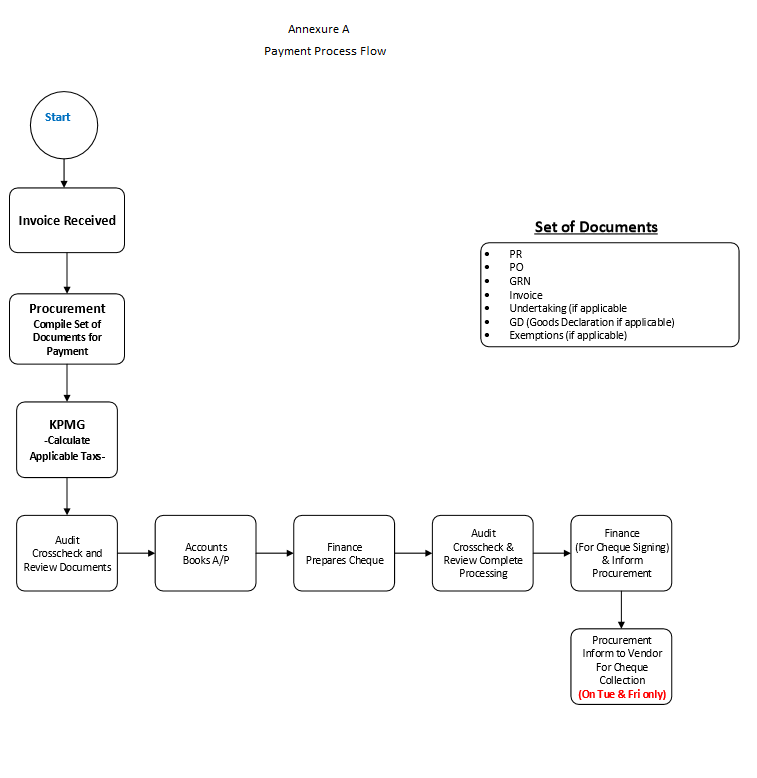 Annexure A
Payment Process Flow
Start
Invoice Received
Procurement
Compile Set of
Documents for
Payment
KPMG
-Calculate
Applicable Taxs-
Audit
Crosscheck and
Review Documents
Accounts
Books A/P
Finance
Prepares Cheque
Audit
Crosscheck &
Review Complete
Processing
Finance
(For Cheque Signing)
& Inform
Procurement
Procurement
Inform to Vendor
For Cheque
Collection
(On Tue & Fri only)
Set of Documents
• PR
• PO
• GRN
• Invoice
• Undertaking (if applicable
• GD (Goods Declaration if applicable)
• Exemptions (if applicable)